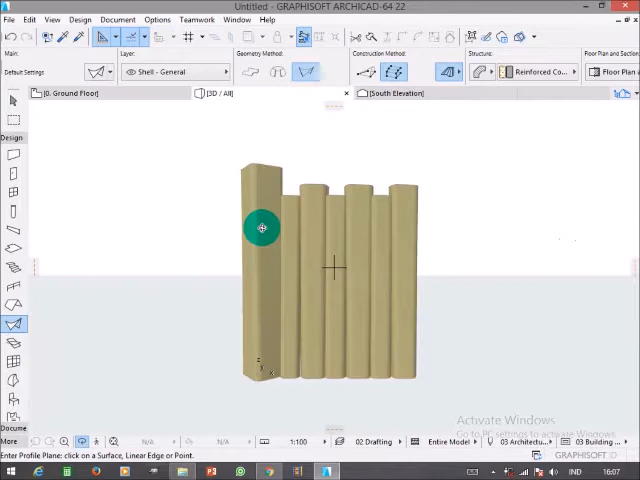 Untitled - GRAPHISOFT ARCHICAD-64 22
File Edit View Design Document Options Teamwork Window Help
Main: Layer: Geometry Method: Construction Method: Structure: Floor Plan and Section
Default Settings Shell - General Reinforced Co... Floor Plan a
[0. Ground Floor] [3D / All] [South Elevation]
Design
z
x
Activate Windows
Go to PC settings to activate Windows.
Docume
More N/A N/A 1:100 02 Drafting Entire Model 03 Architect 03 Building
Enter Profile Plane: click on a Surface, Linear Edge or Point. GRAPHISOFT ID
IND 16:07